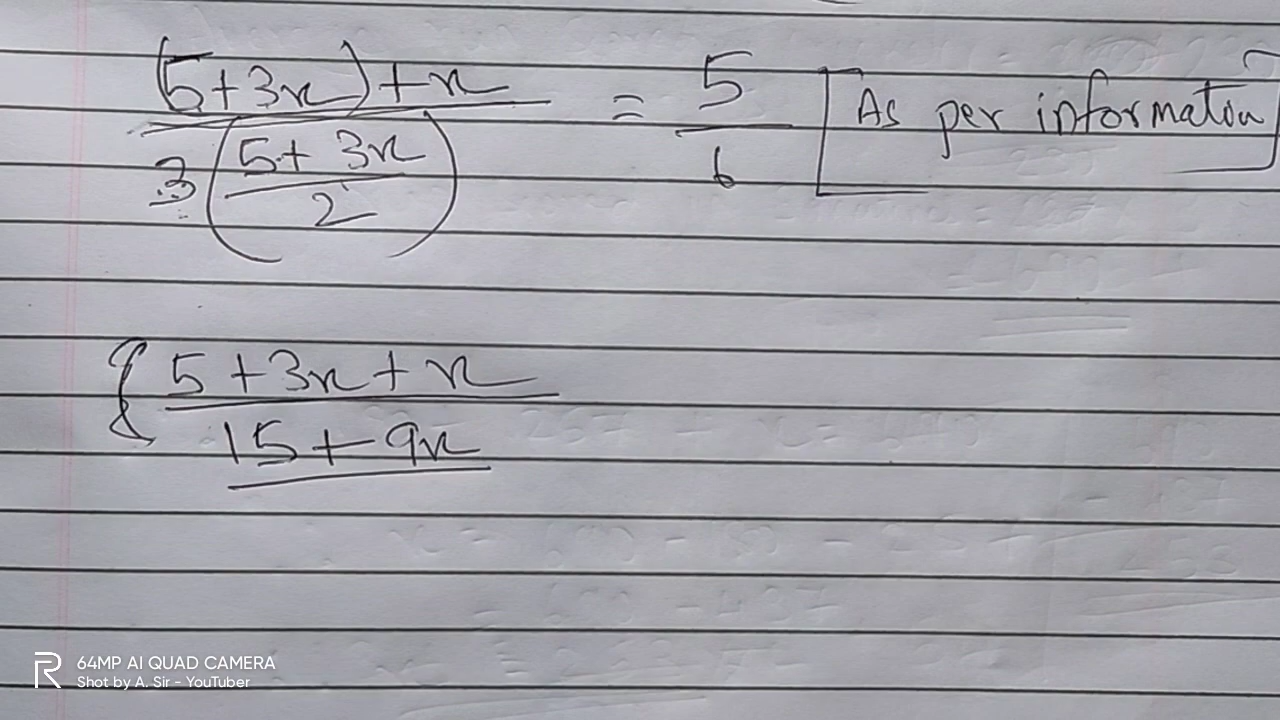 (5+3x)+x
= 5 [As per information]
3(5+3x
6
2)
{5+3x+x
15+9x
64MP AI QUAD CAMERA
Shot by A. Sir - YouTuber